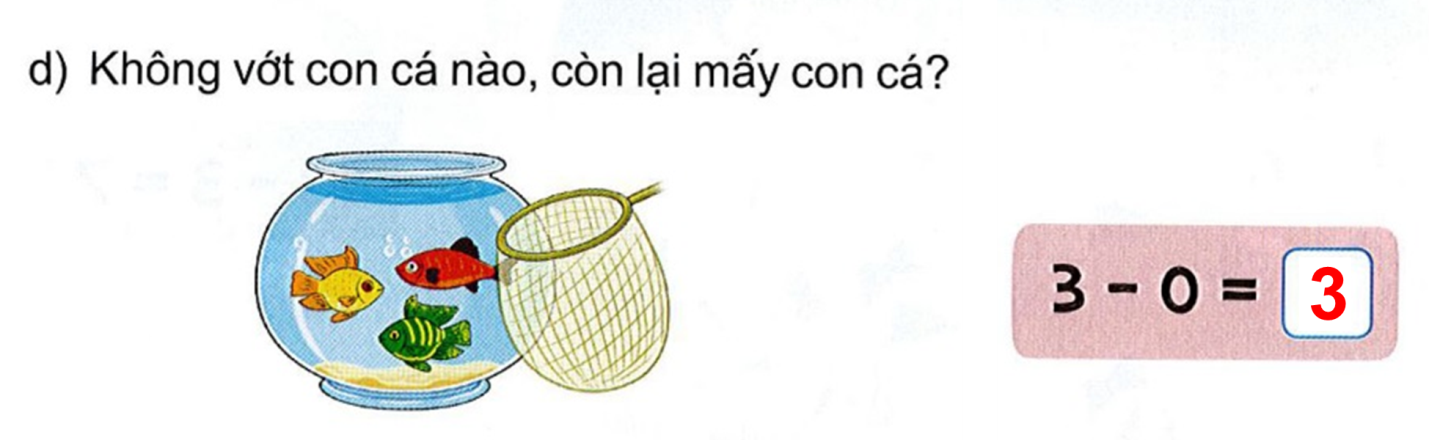 d) Không vớt con cá nào, còn lại mấy con cá?
3 - 0 = 3